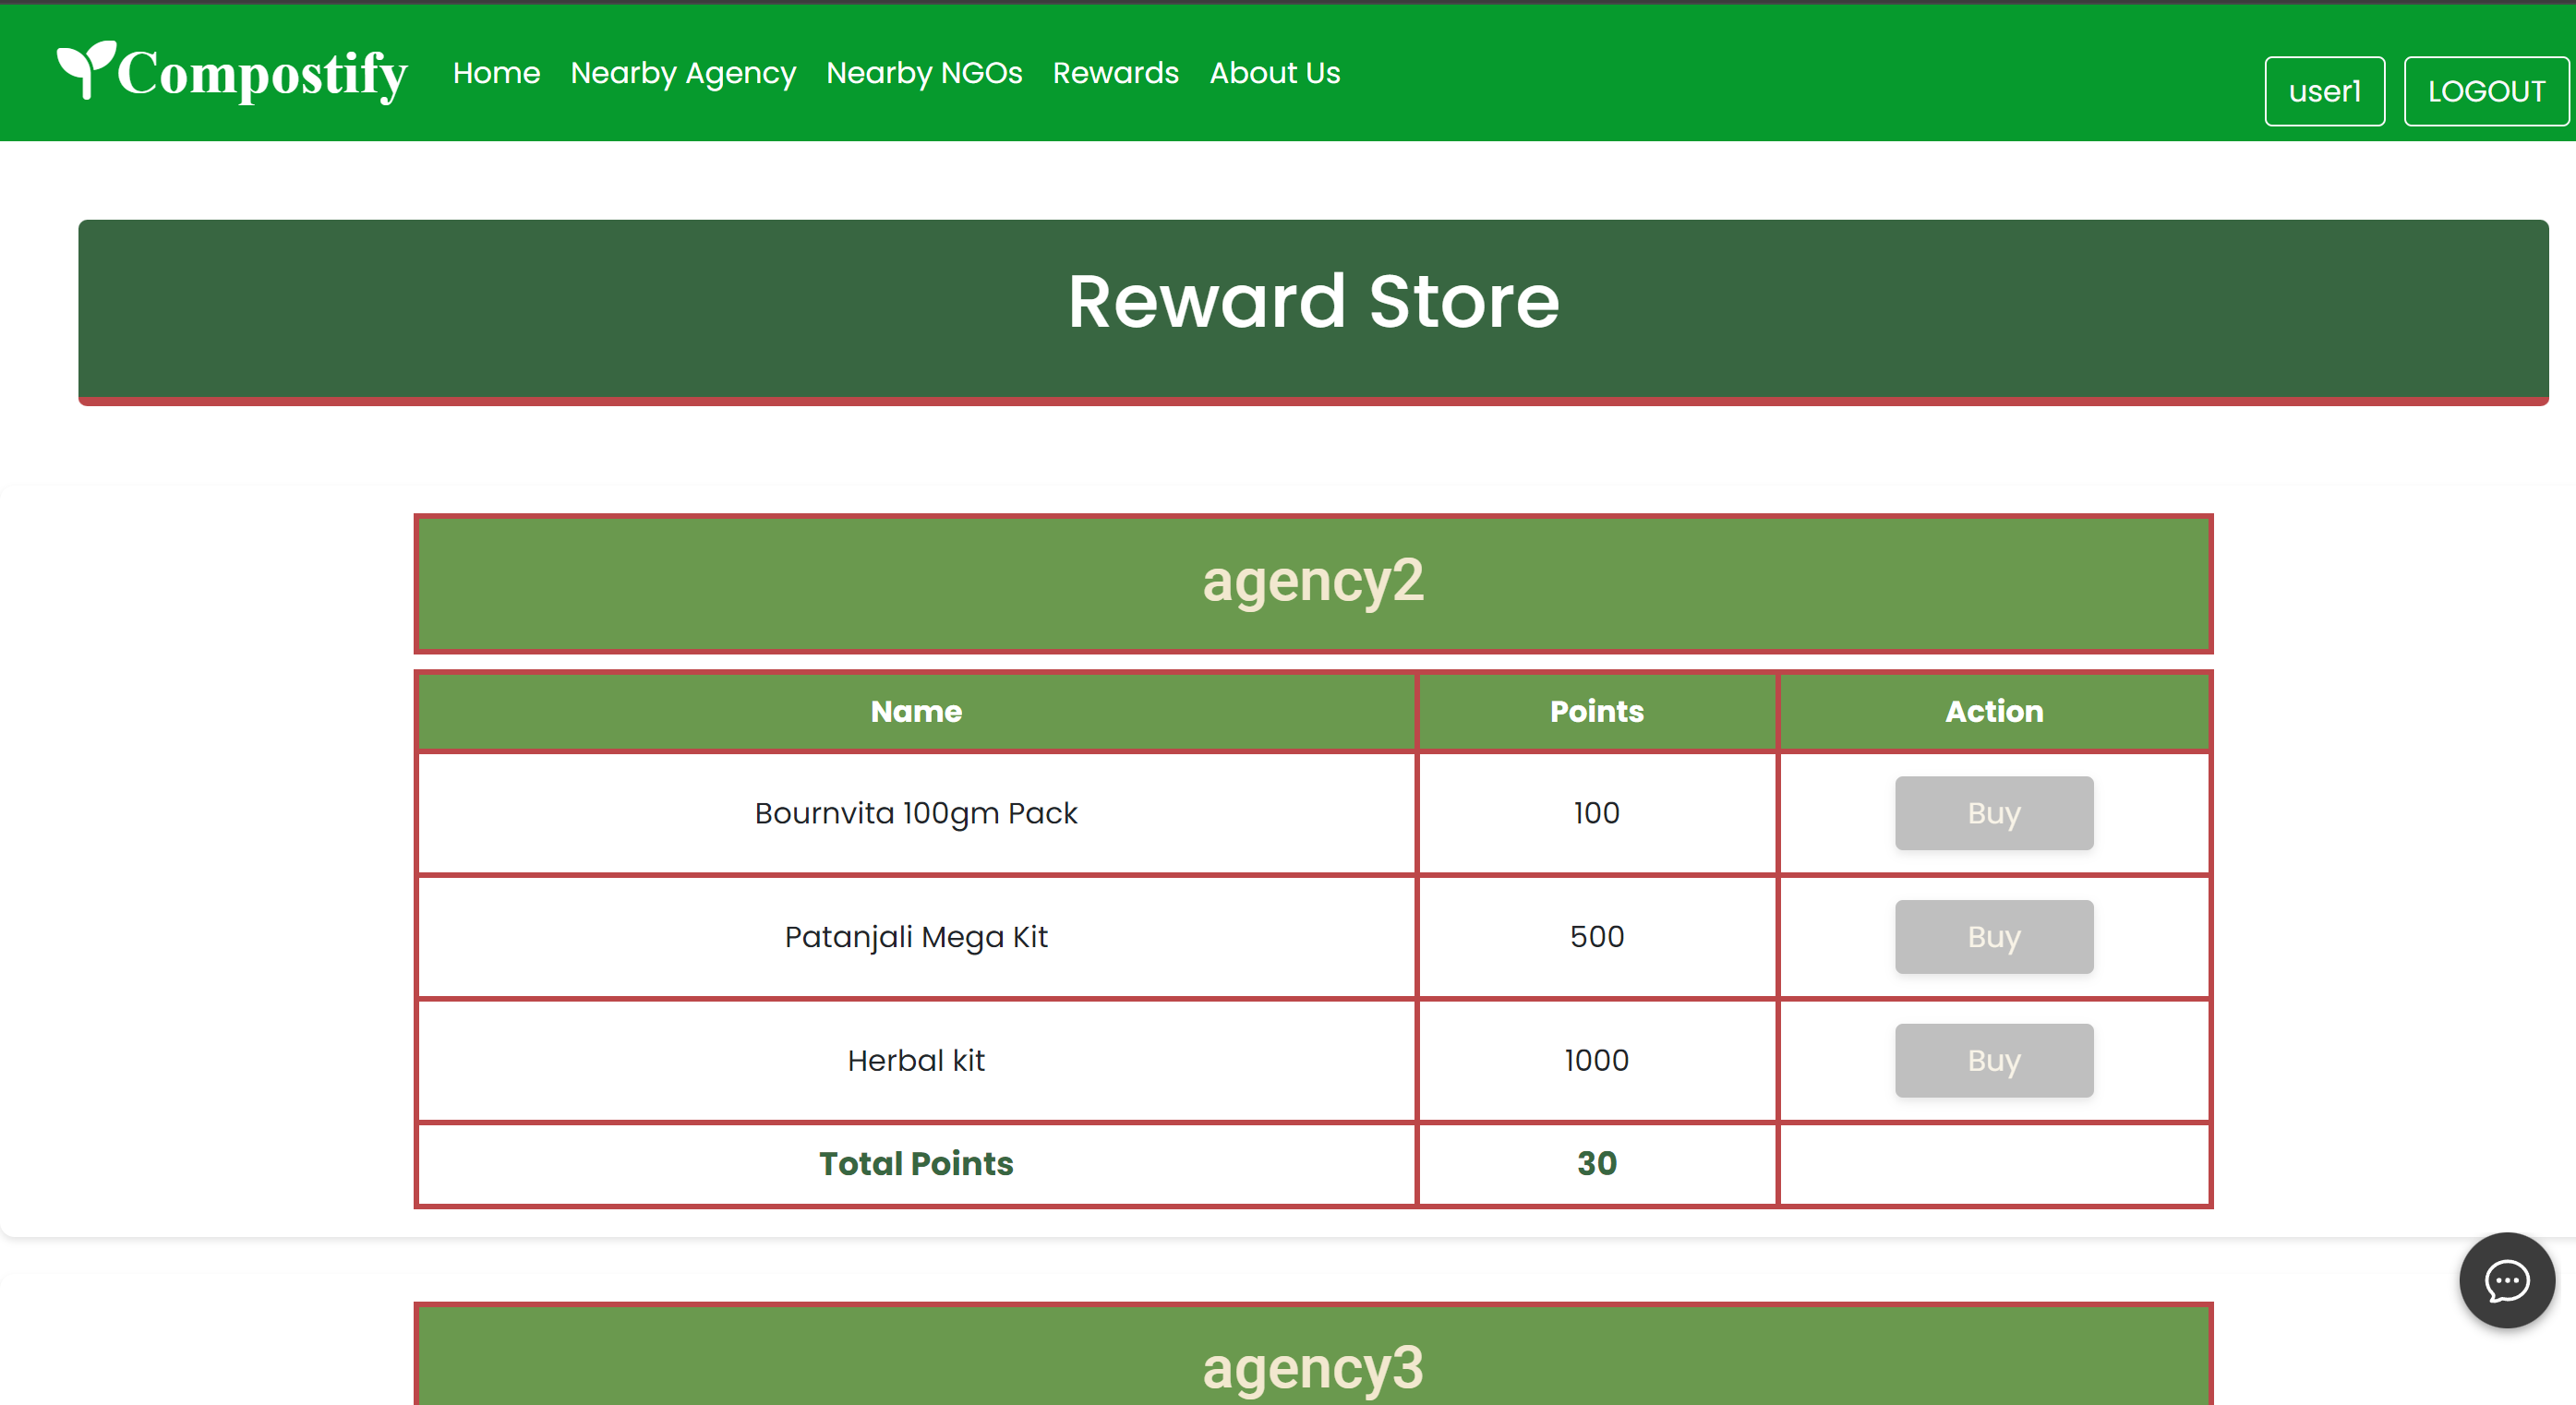 Compostify Home Nearby Agency Nearby NGOs Rewards About Us user1 LOGOUT
Reward Store
agency2
Name Points Action
Bournvita 100gm Pack 100 Buy
Patanjali Mega Kit 500 Buy
Herbal kit 1000 Buy
Total Points 30
agency3